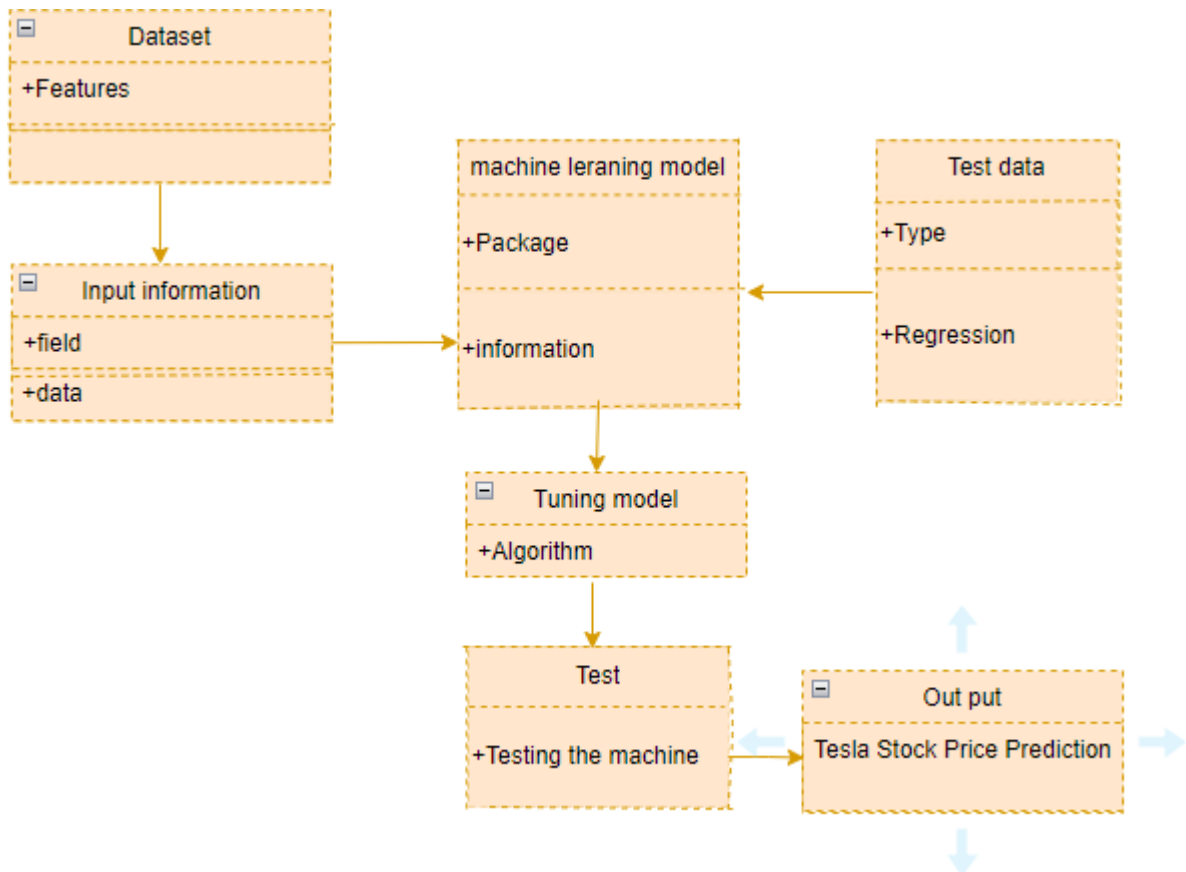 Dataset
+Features
Input information
+field
+data
machine leraning model
+Package
+information
Test data
+Type
+Regression
Tuning model
+Algorithm
Test
+Testing the machine
Out put
Tesla Stock Price Prediction